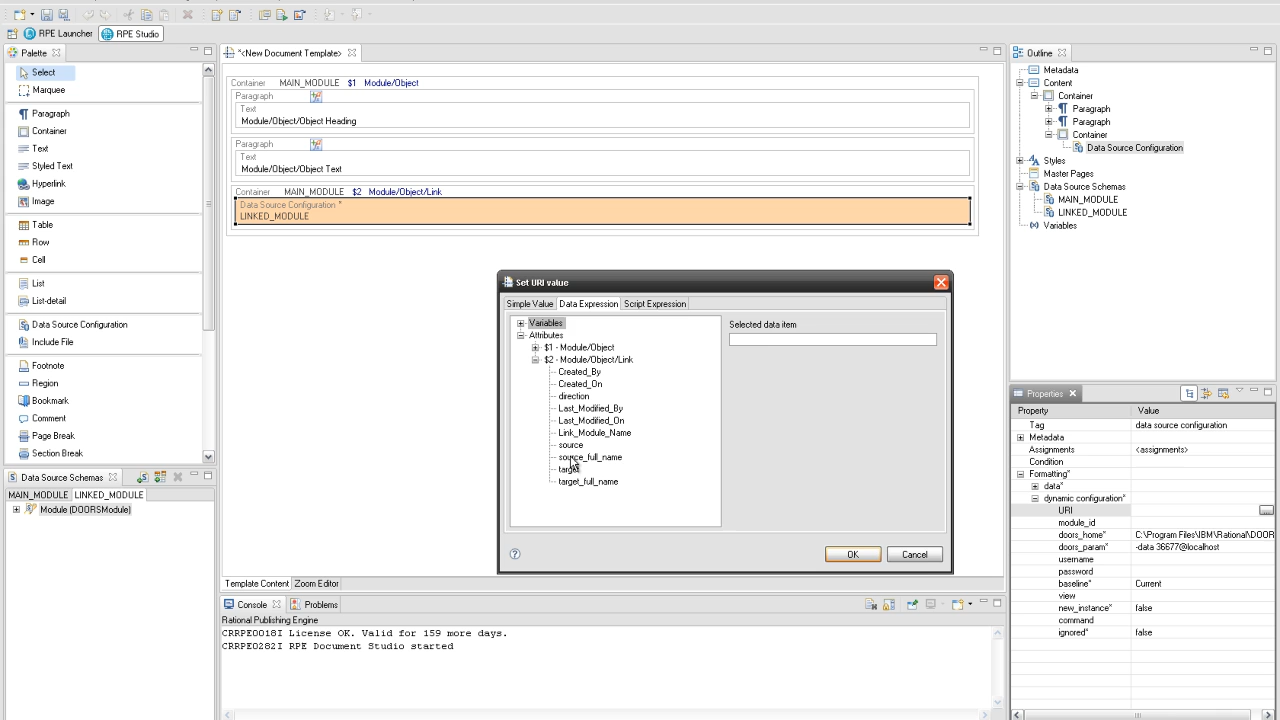 RPE Launcher
RPE Studio
Palette
Select
Marquee
Paragraph
Container
Text
Styled Text
Hyperlink
Image
Table
Row
Cell
List
List-detail
Data Source Configuration
Include File
Footnote
Region
Bookmark
Comment
Page Break
Section Break
Data Source Schemas
MAIN_MODULE LINKED_MODULE
Module (DOORSModule)
*<New Document Template>
Container MAIN_MODULE $1 Module/Object
Paragraph
Text
Module/Object/Object Heading
Paragraph
Text
Module/Object/Object Text
Container MAIN_MODULE $2 Module/Object/Link
Data Source Configuration *
LINKED_MODULE
Set URI value
Simple Value Data Expression Script Expression
Variables
Attributes
$1 - Module/Object
$2 - Module/Object/Link
Created_By
Created_On
direction
Last_Modified_By
Last_Modified_On
Link_Module_Name
source
source_full_name
target
target_full_name
Selected data item
OK
Cancel
Template Content Zoom Editor
Console Problems
Rational Publishing Engine
CRRPE0018I License OK. Valid for 159 more days.
CRRPE0282I RPE Document Studio started
Outline
Metadata
Content
Container
Paragraph
Paragraph
Container
Data Source Configuration
Styles
Master Pages
Data Source Schemas
MAIN_MODULE
LINKED_MODULE
Variables
Properties
Property Value
Tag data source configuration
Metadata
Assignments <assignments>
Condition
Formatting*
data*
dynamic configuration*
URI ...
module_id
doors_home* C:\Program Files\IBM\Rational\DOOR
doors_param* -data 36677@localhost
username
password
baseline* Current
view
new_instance* false
command
ignored* false